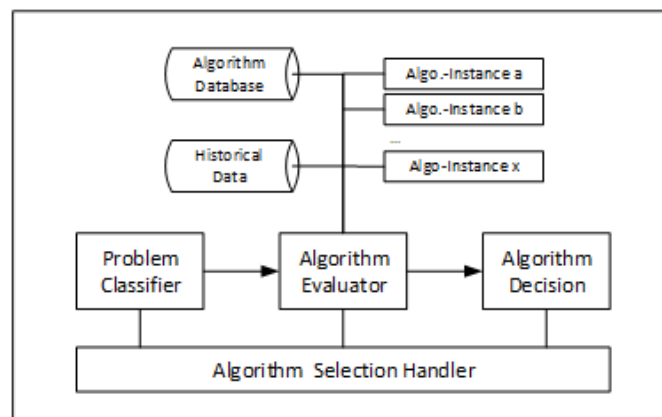 Algorithm
Database
Algo.-Instance a
Algo.-Instance b
...
Historical
Data
Algo-Instance x
Problem
Classifier
Algorithm
Evaluator
Algorithm
Decision
Algorithm Selection Handler